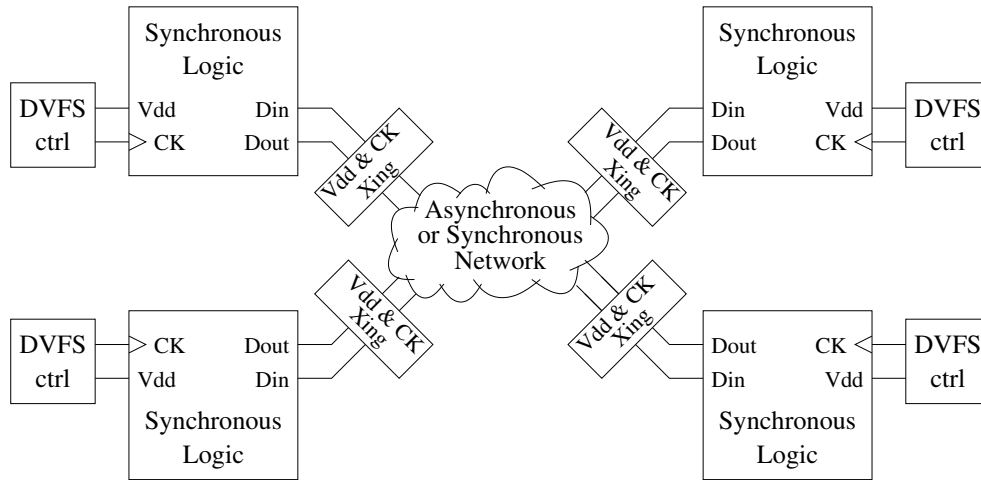 Synchronous
Logic
DVFS
ctrl
Vdd
CK
Din
Dout
Vdd & CK
Xing
Synchronous
Logic
Din
Dout
Vdd
CK
DVFS
ctrl
Vdd & CK
Xing
Asynchronous
or Synchronous
Network
DVFS
ctrl
CK
Vdd
Dout
Din
Synchronous
Logic
Vdd & CK
Xing
Vdd & CK
Xing
Dout
Din
CK
Vdd
Synchronous
Logic
DVFS
ctrl